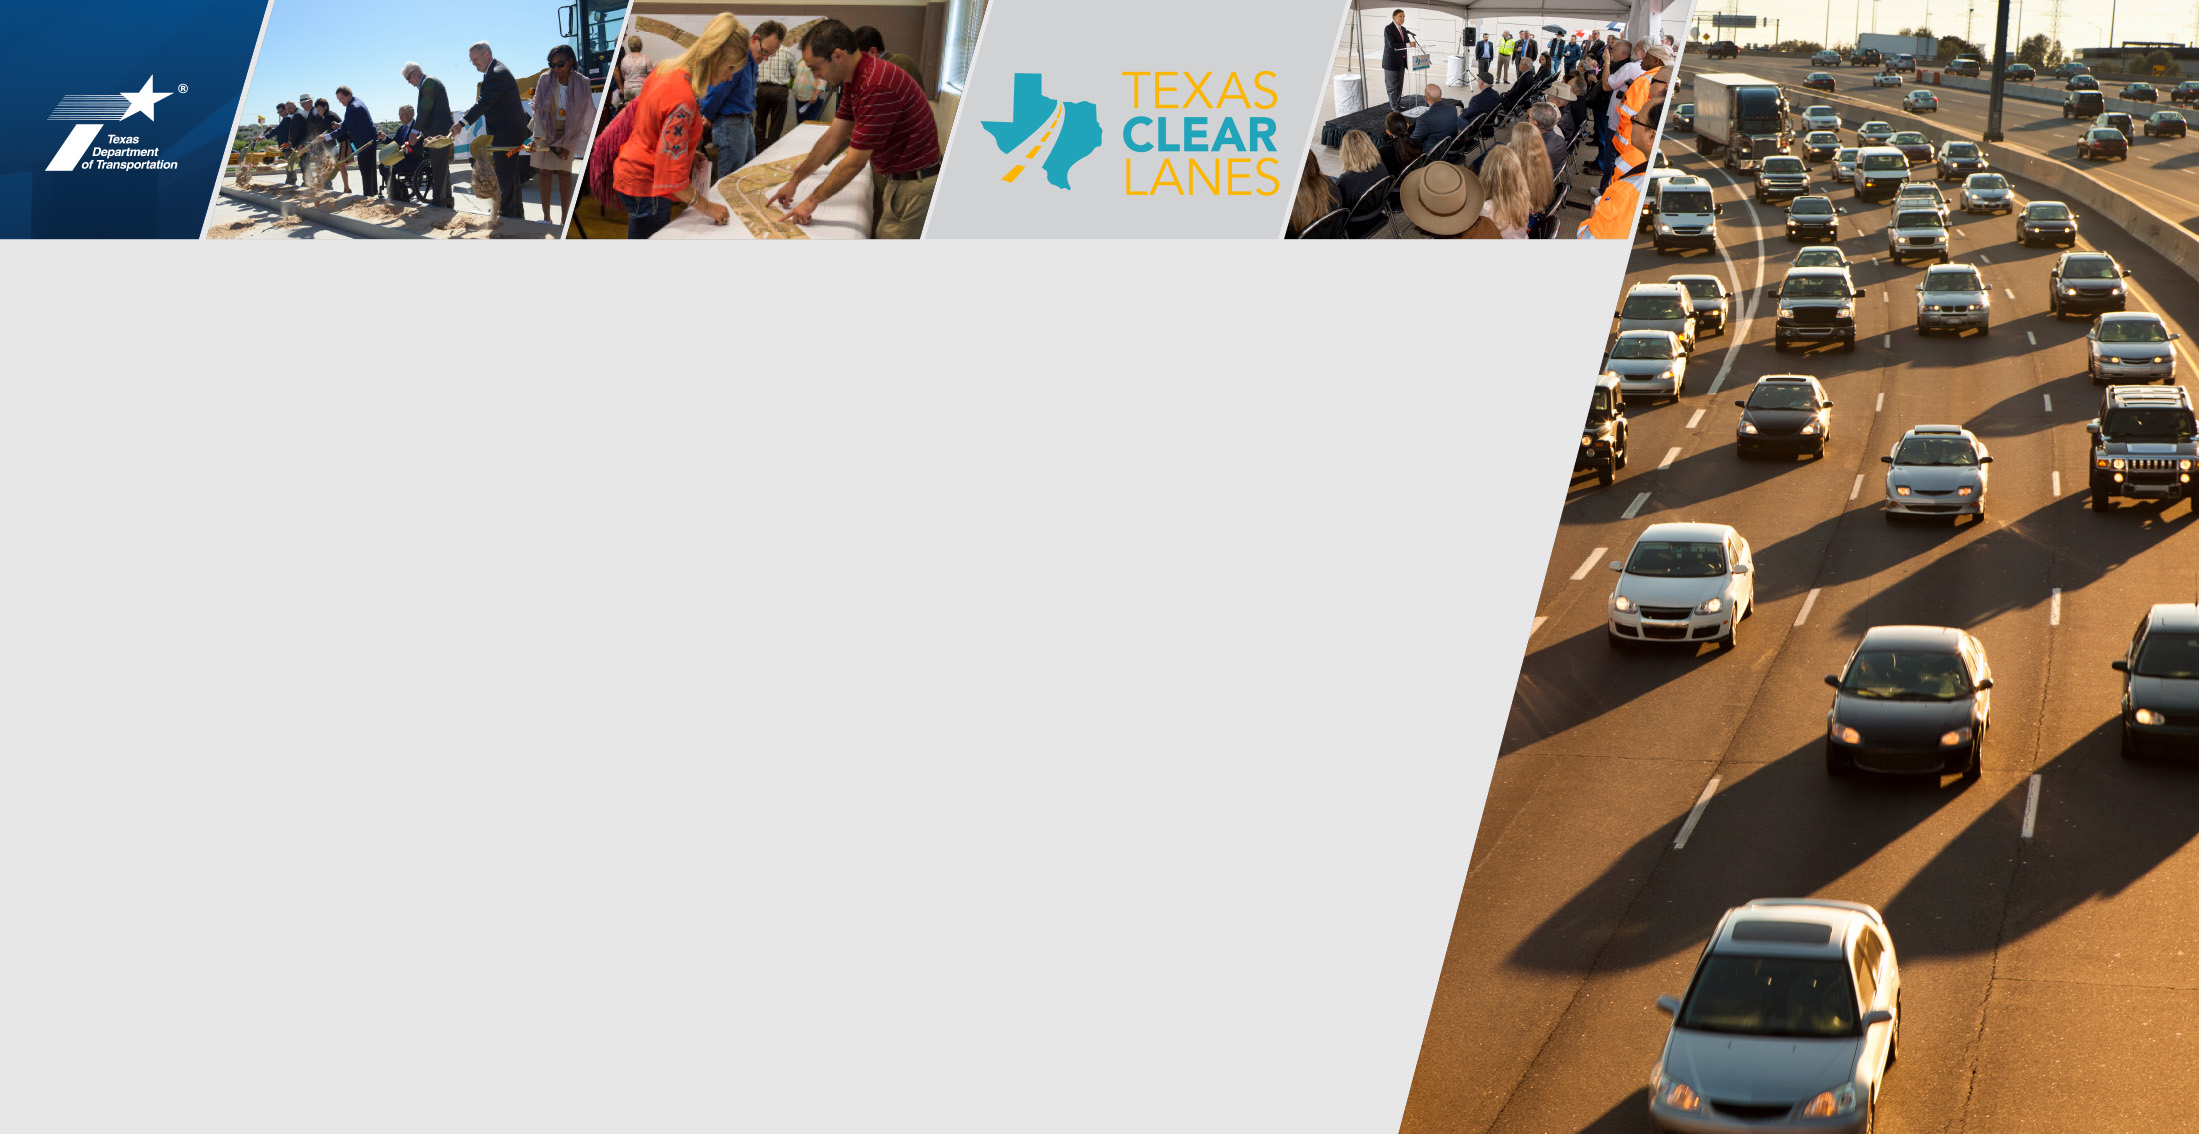 Texas
Department
of Transportation
®
TEXAS
CLEAR
LANES